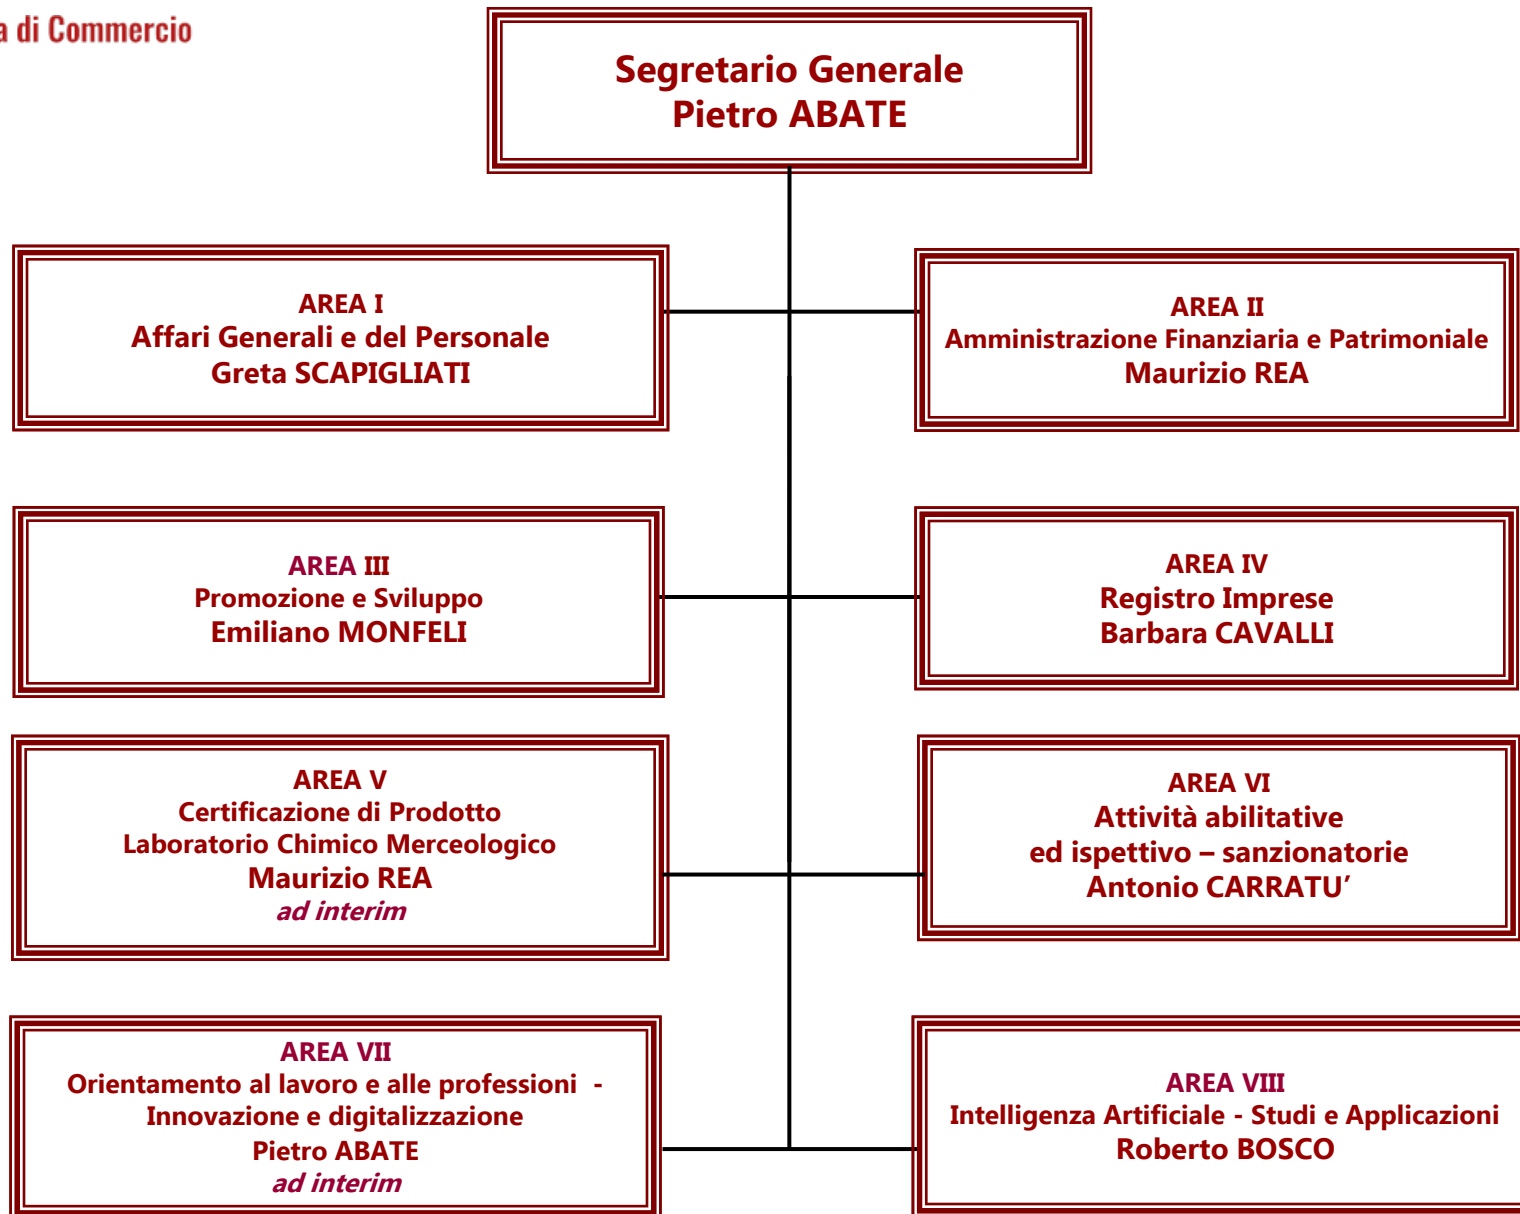 di Commercio
Segretario Generale
Pietro ABATE
AREA I
Affari Generali e del Personale
Greta SCAPIGLIATI
AREA II
Amministrazione Finanziaria e Patrimoniale
Maurizio REA
AREA III
Promozione e Sviluppo
Emiliano MONFELI
AREA IV
Registro Imprese
Barbara CAVALLI
AREA V
Certificazione di Prodotto
Laboratorio Chimico Merceologico
Maurizio REA
ad interim
AREA VI
Attività abilitative
ed ispettivo – sanzionatorie
Antonio CARRATU’
AREA VII
Orientamento al lavoro e alle professioni -
Innovazione e digitalizzazione
Pietro ABATE
ad interim
AREA VIII
Intelligenza Artificiale - Studi e Applicazioni
Roberto BOSCO